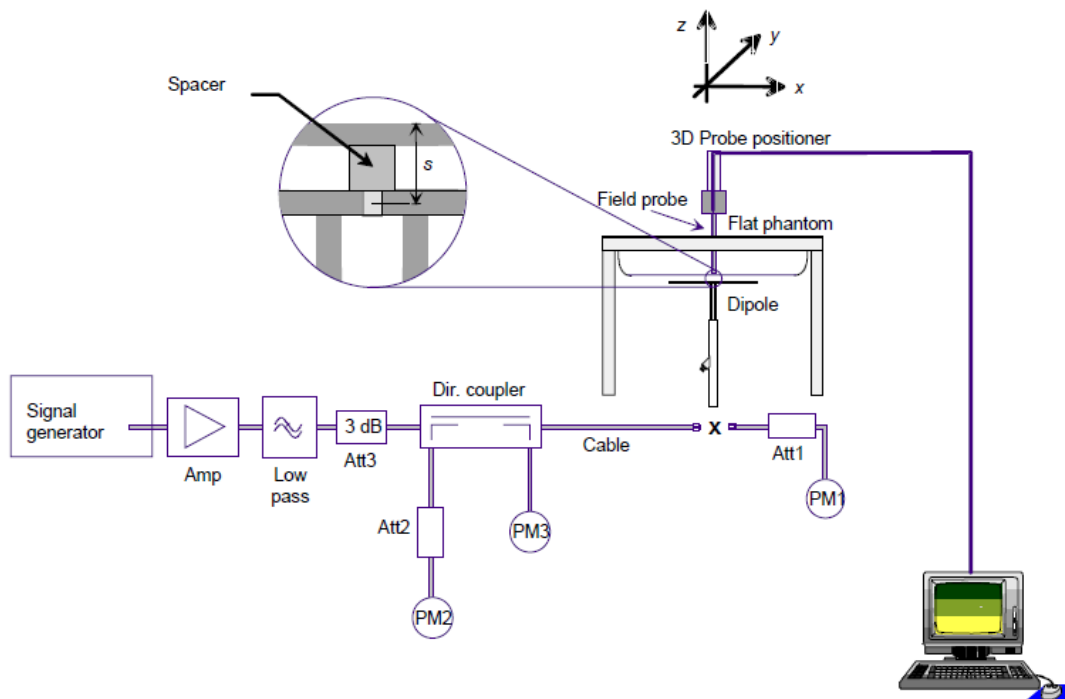 z
y
x
Spacer
s
3D Probe positioner
Field probe
Flat phantom
Dipole
Signal
generator
Amp
Low
pass
3 dB
Att3
Dir. coupler
Cable
X
Att1
PM1
Att2
PM3
PM2